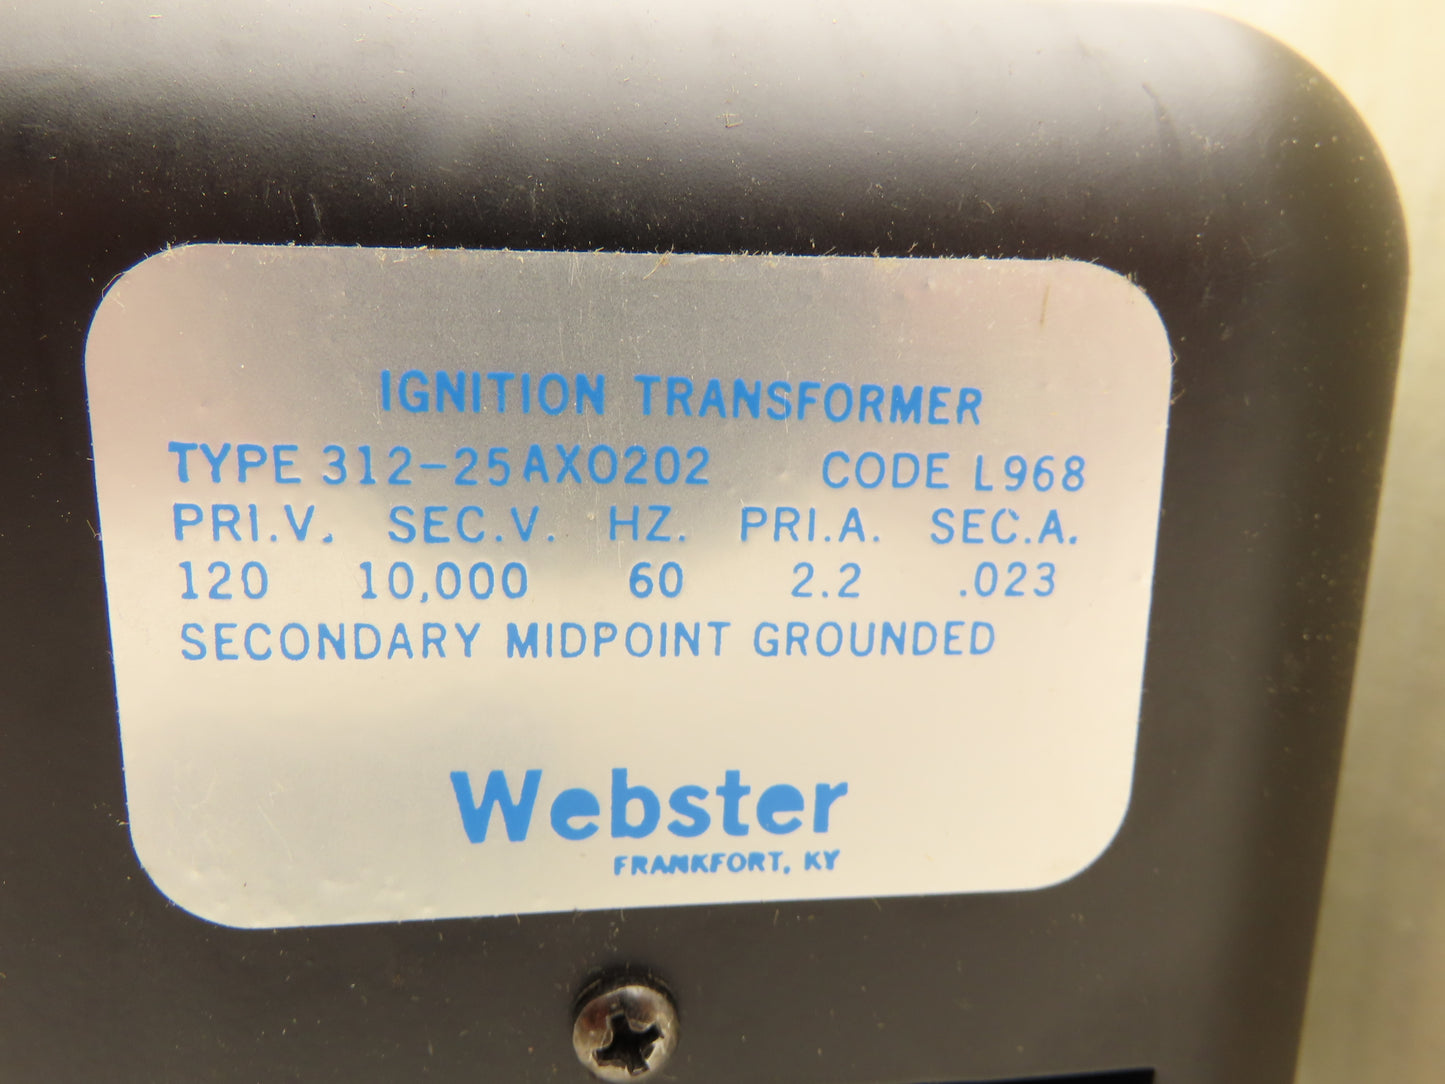 IGNITION TRANSFORMER
TYPE 312-25AX0202 CODE L968
PRI.V. SEC.V. HZ. PRI.A. SEC.A.
120 10,000 60 2.2 .023
SECONDARY MIDPOINT GROUNDED
Webster
FRANKFORT, KY